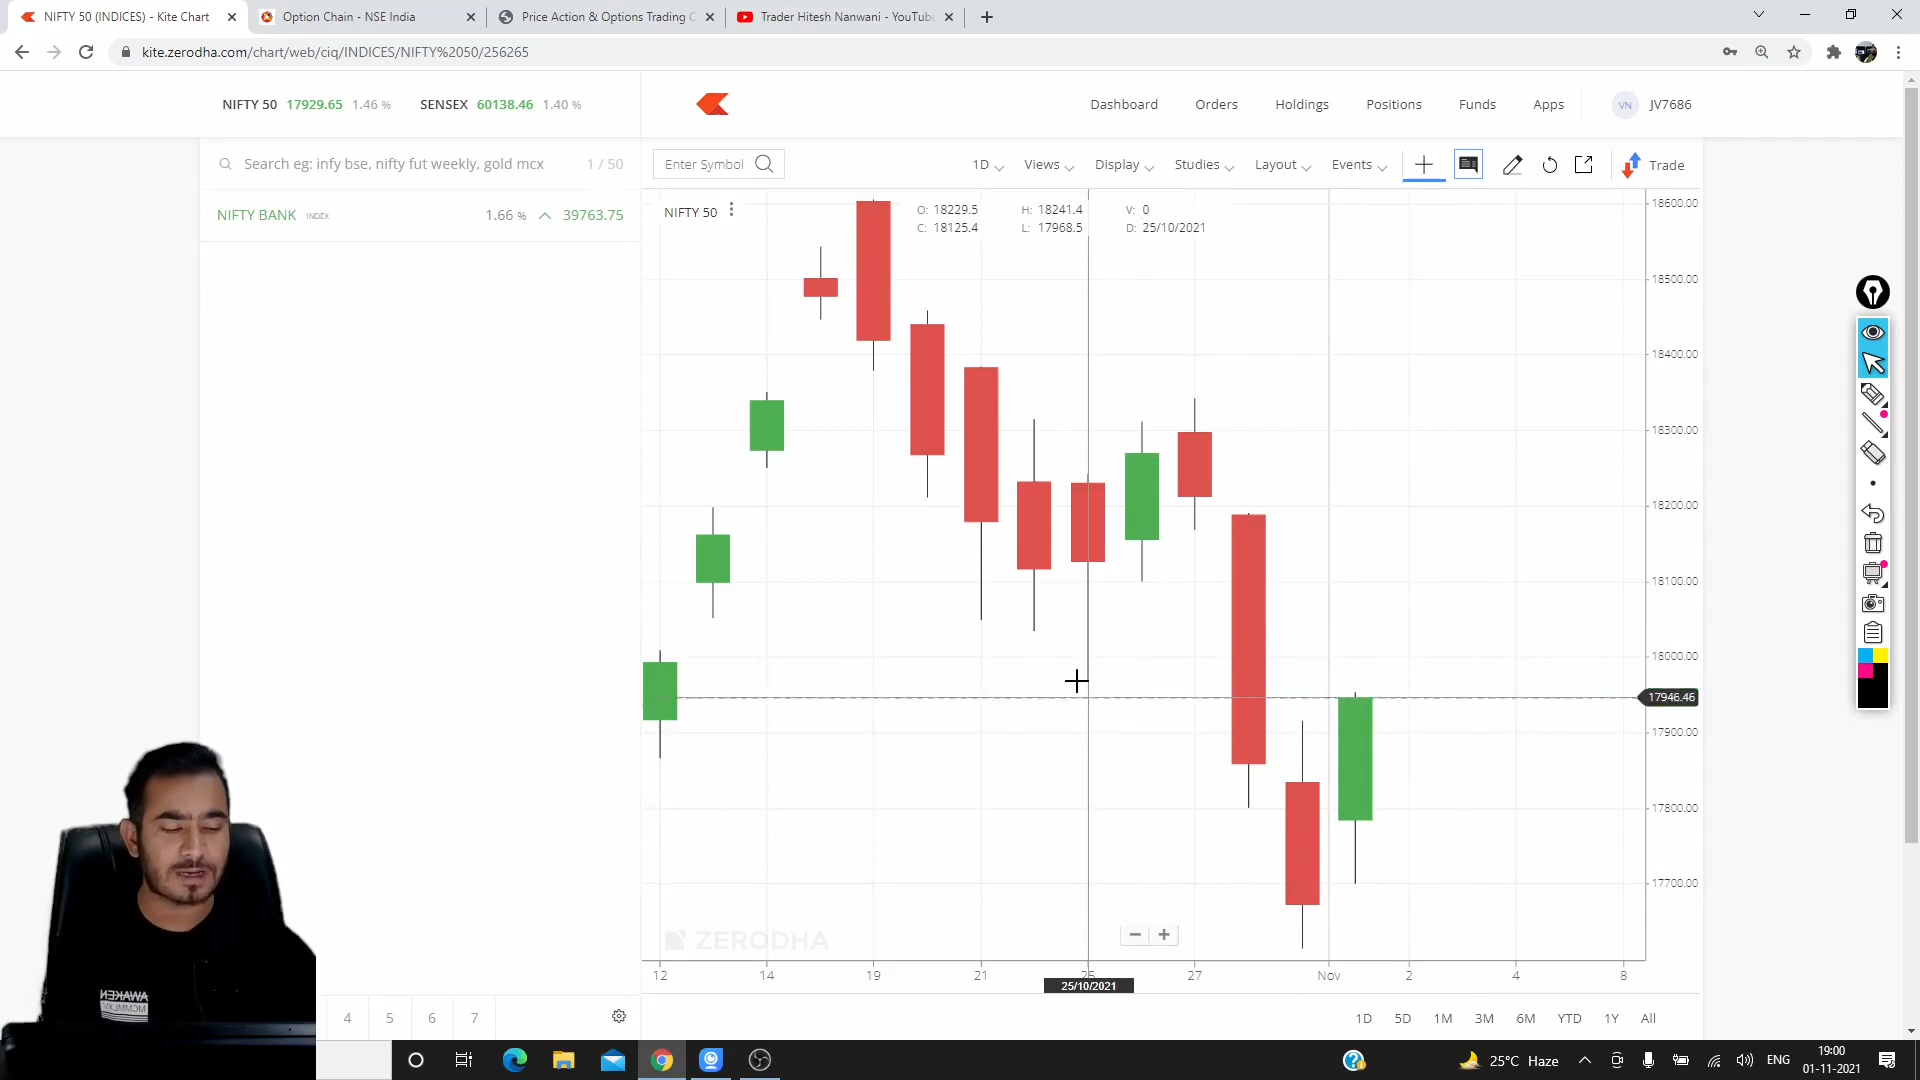 NIFTY 50 (INDICES) - Kite Chart
Option Chain - NSE India
Price Action & Options Trading C
Trader Hitesh Nanwani - YouTube
kite.zerodha.com/chart/web/ciq/INDICES/NIFTY%2050/256265
NIFTY 50 17929.65 1.46 % SENSEX 60138.46 1.40 %
Dashboard Orders Holdings Positions Funds Apps VN JV7686
Search eg: infy bse, nifty fut weekly, gold mcx 1 / 50
Enter Symbol 1D Views Display Studies Layout Events Trade
NIFTY BANK INDEX 1.66 % 39763.75
NIFTY 50
O: 18229.5 H: 18241.4 V: 0
C: 18125.4 L: 17968.5 D: 25/10/2021
18600.00
18500.00
18400.00
18300.00
18200.00
18100.00
18000.00
17946.46
17900.00
17800.00
17700.00
ZERODHA
12 14 19 21 25 27 Nov 2 4 8
25/10/2021
AWAKEN
MCMMLXV
4 5 6 7
1D 5D 1M 3M 6M YTD 1Y All
25°C Haze
ENG
19:00
01-11-2021